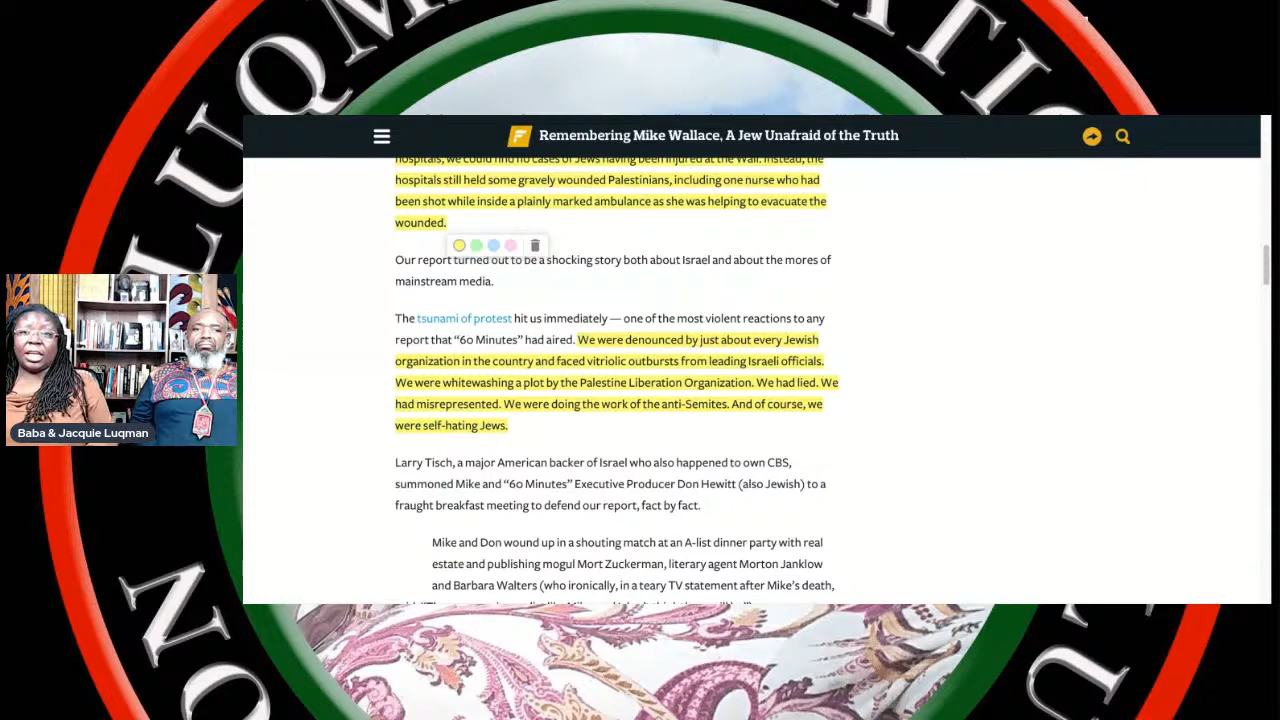 LUQM
ATIO
Remembering Mike Wallace, A Jew Unafraid of the Truth
hospitals, we could find no cases of Jews having been injured at the Wall. Instead, the
hospitals still held some gravely wounded Palestinians, including one nurse who had
been shot while inside a plainly marked ambulance as she was helping to evacuate the
wounded.
Our report turned out to be a shocking story both about Israel and about the mores of
mainstream media.
The tsunami of protest hit us immediately — one of the most violent reactions to any
report that “60 Minutes” had aired. We were denounced by just about every Jewish
organization in the country and faced vitriolic outbursts from leading Israeli officials.
We were whitewashing a plot by the Palestine Liberation Organization. We had lied. We
had misrepresented. We were doing the work of the anti-Semites. And of course, we
were self-hating Jews.
Larry Tisch, a major American backer of Israel who also happened to own CBS,
summoned Mike and “60 Minutes” Executive Producer Don Hewitt (also Jewish) to a
fraught breakfast meeting to defend our report, fact by fact.
Mike and Don wound up in a shouting match at an A-list dinner party with real
estate and publishing mogul Mort Zuckerman, literary agent Morton Janklow
and Barbara Walters (who ironically, in a teary TV statement after Mike’s death,
Baba & Jacquie Luqman